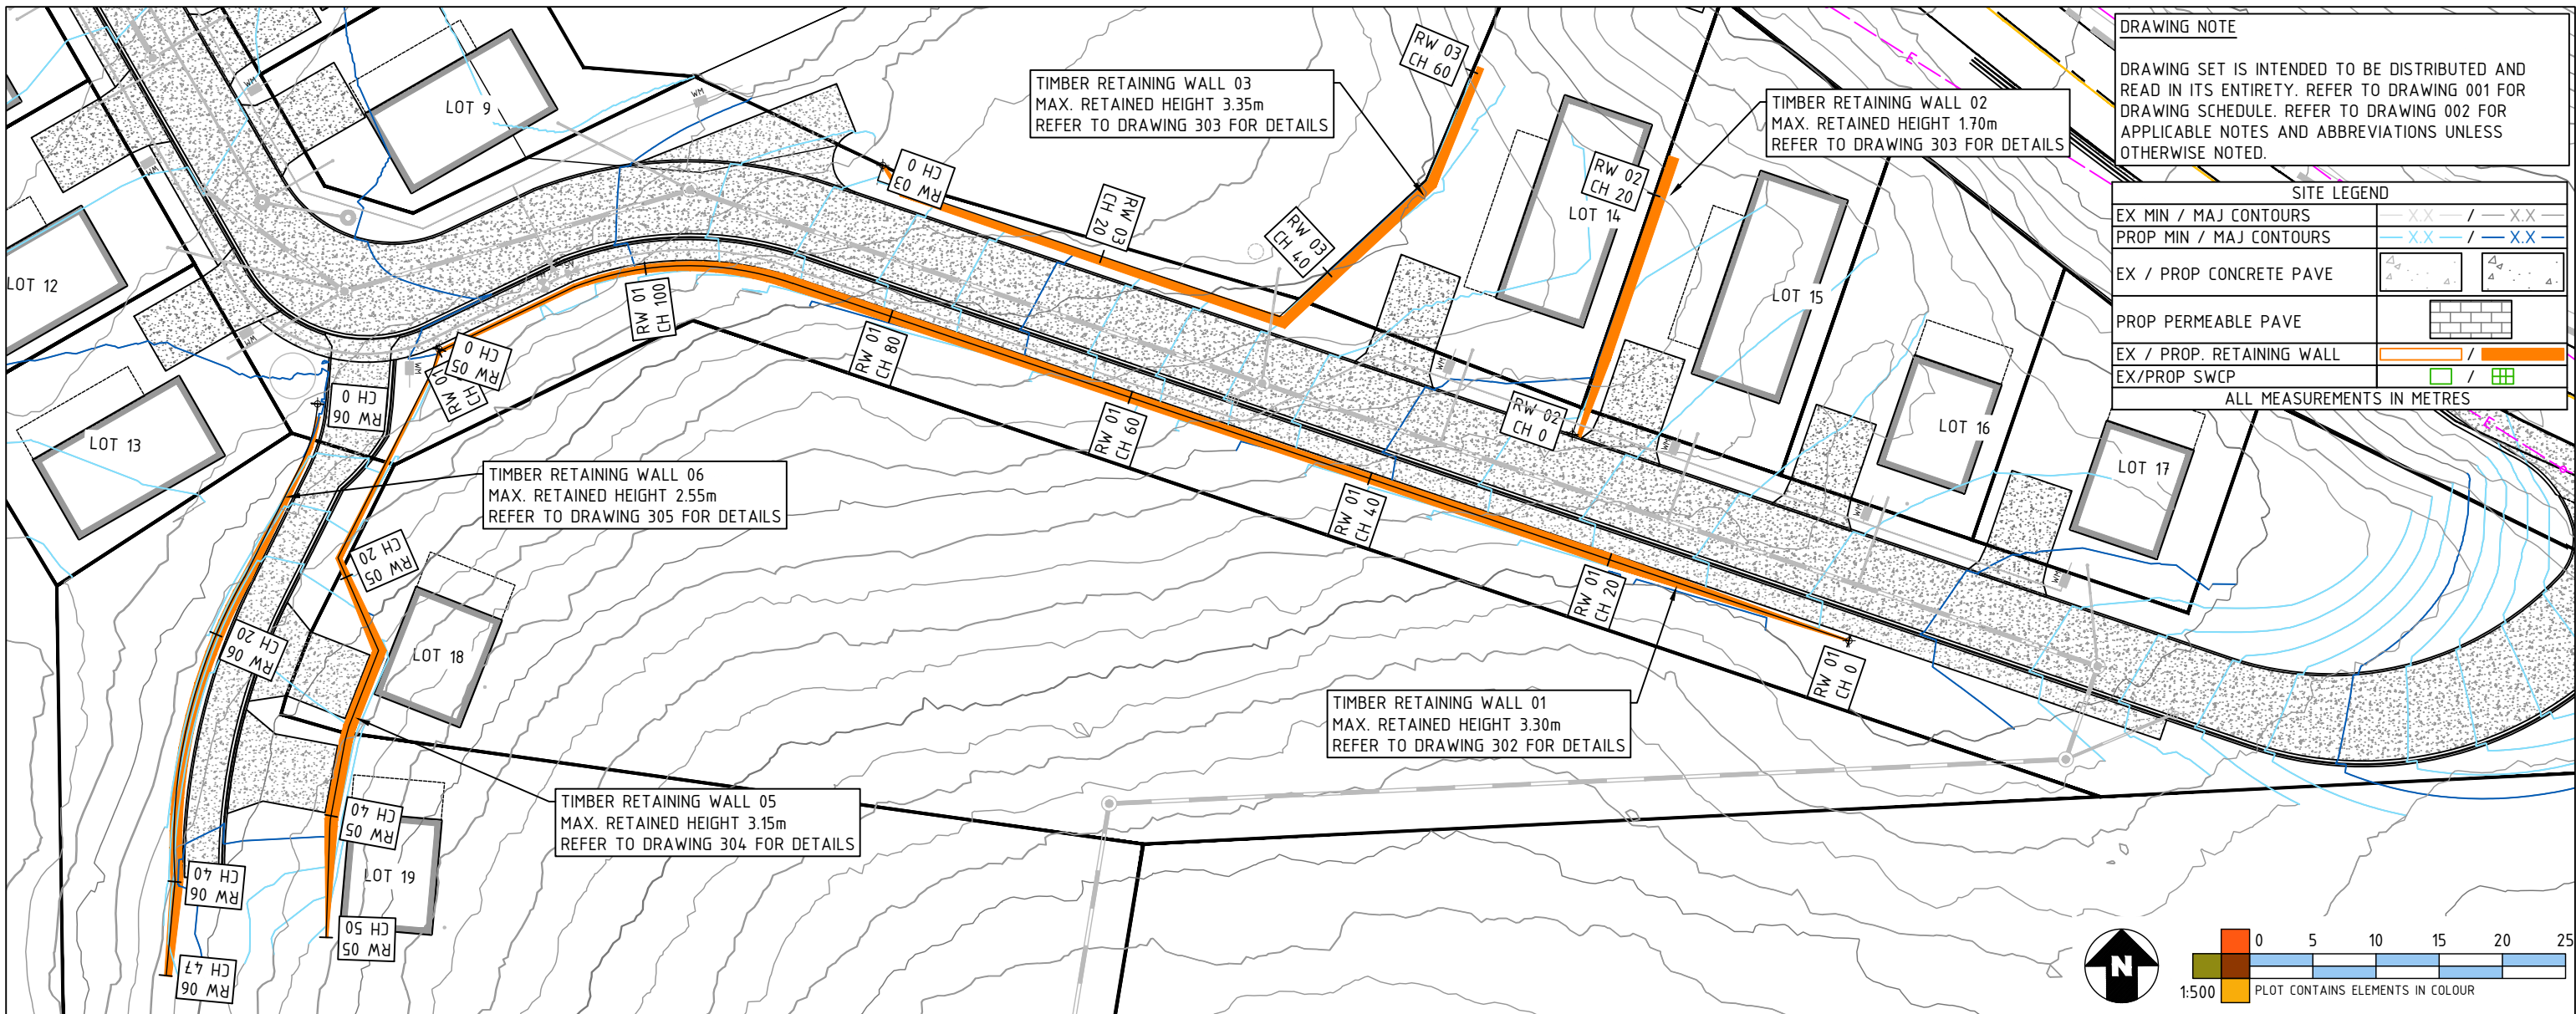 DRAWING NOTE
DRAWING SET IS INTENDED TO BE DISTRIBUTED AND
READ IN ITS ENTIRETY. REFER TO DRAWING 001 FOR
DRAWING SCHEDULE. REFER TO DRAWING 002 FOR
APPLICABLE NOTES AND ABBREVIATIONS UNLESS
OTHERWISE NOTED.
SITE LEGEND
EX MIN / MAJ CONTOURS X.X / X.X
PROP MIN / MAJ CONTOURS X.X / X.X
EX / PROP CONCRETE PAVE
PROP PERMEABLE PAVE
EX / PROP. RETAINING WALL /
EX/PROP SWCP /
ALL MEASUREMENTS IN METRES
TIMBER RETAINING WALL 03
MAX. RETAINED HEIGHT 3.35m
REFER TO DRAWING 303 FOR DETAILS
TIMBER RETAINING WALL 02
MAX. RETAINED HEIGHT 1.70m
REFER TO DRAWING 303 FOR DETAILS
TIMBER RETAINING WALL 06
MAX. RETAINED HEIGHT 2.55m
REFER TO DRAWING 305 FOR DETAILS
TIMBER RETAINING WALL 01
MAX. RETAINED HEIGHT 3.30m
REFER TO DRAWING 302 FOR DETAILS
TIMBER RETAINING WALL 05
MAX. RETAINED HEIGHT 3.15m
REFER TO DRAWING 304 FOR DETAILS
LOT 9
LOT 12
LOT 13
LOT 14
LOT 15
LOT 16
LOT 17
LOT 18
LOT 19
RW 03
CH 60
RW 03
CH 0
RW 03
CH 20
RW 03
CH 40
RW 02
CH 20
RW 02
CH 0
RW 01
CH 100
RW 01
CH 80
RW 01
CH 60
RW 01
CH 40
RW 01
CH 20
RW 01
CH 0
RW 05
CH 0
RW 0
CH
RW 05
CH 20
RW 05
CH 40
RW 05
CH 50
RW 06
CH 0
RW 06
CH 20
RW 06
CH 40
RW 06
CH 47
WM
WM
WM
WM
WM
WM
WM
WM
WM
E
E
N
0 5 10 15 20 25
1:500
PLOT CONTAINS ELEMENTS IN COLOUR